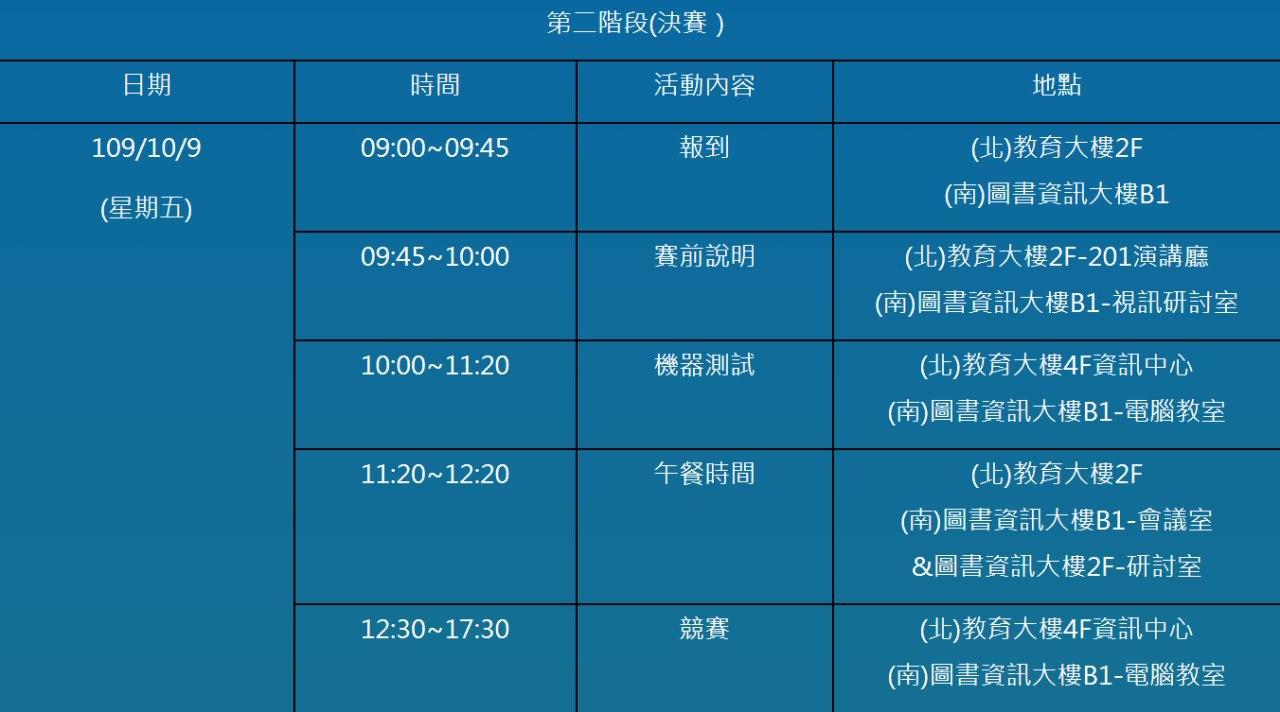 第二階段(決賽 )
日期
時間
活動內容
地點
109/10/9
(星期五)
09:00~09:45
報到
(北)教育大樓2F
(南)圖書資訊大樓B1
09:45~10:00
賽前說明
(北)教育大樓2F-201演講廳
(南)圖書資訊大樓B1-視訊研討室
10:00~11:20
機器測試
(北)教育大樓4F資訊中心
(南)圖書資訊大樓B1-電腦教室
11:20~12:20
午餐時間
(北)教育大樓2F
(南)圖書資訊大樓B1-會議室
&圖書資訊大樓2F-研討室
12:30~17:30
競賽
(北)教育大樓4F資訊中心
(南)圖書資訊大樓B1-電腦教室